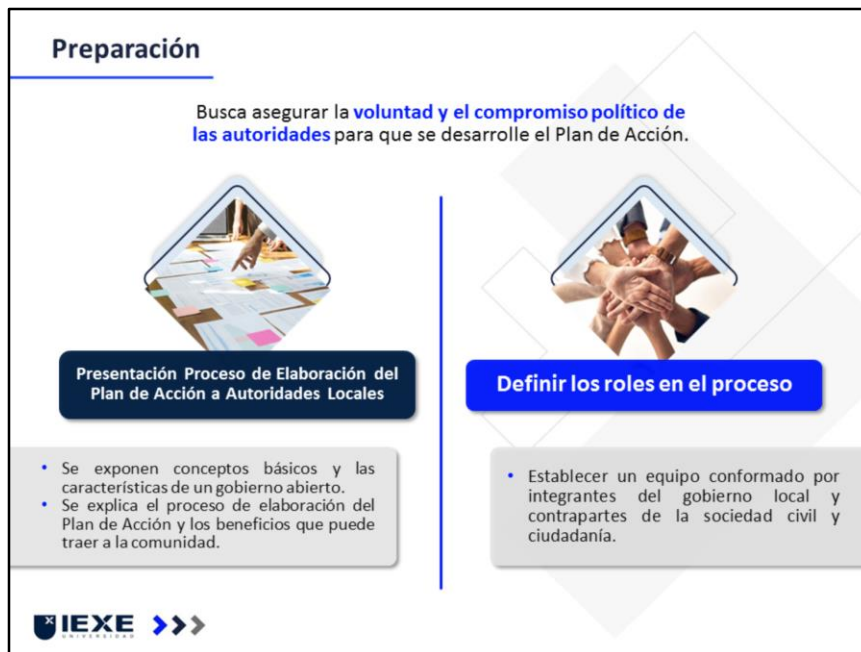 Preparación
Busca asegurar la voluntad y el compromiso político de
las autoridades para que se desarrolle el Plan de Acción.
Presentación Proceso de Elaboración del
Plan de Acción a Autoridades Locales
• Se exponen conceptos básicos y las
características de un gobierno abierto.
• Se explica el proceso de elaboración del
Plan de Acción y los beneficios que puede
traer a la comunidad.
Definir los roles en el proceso
• Establecer un equipo conformado por
integrantes del gobierno local y
contrapartes de la sociedad civil y
ciudadanía.
IEXE
UNIVERSIDAD